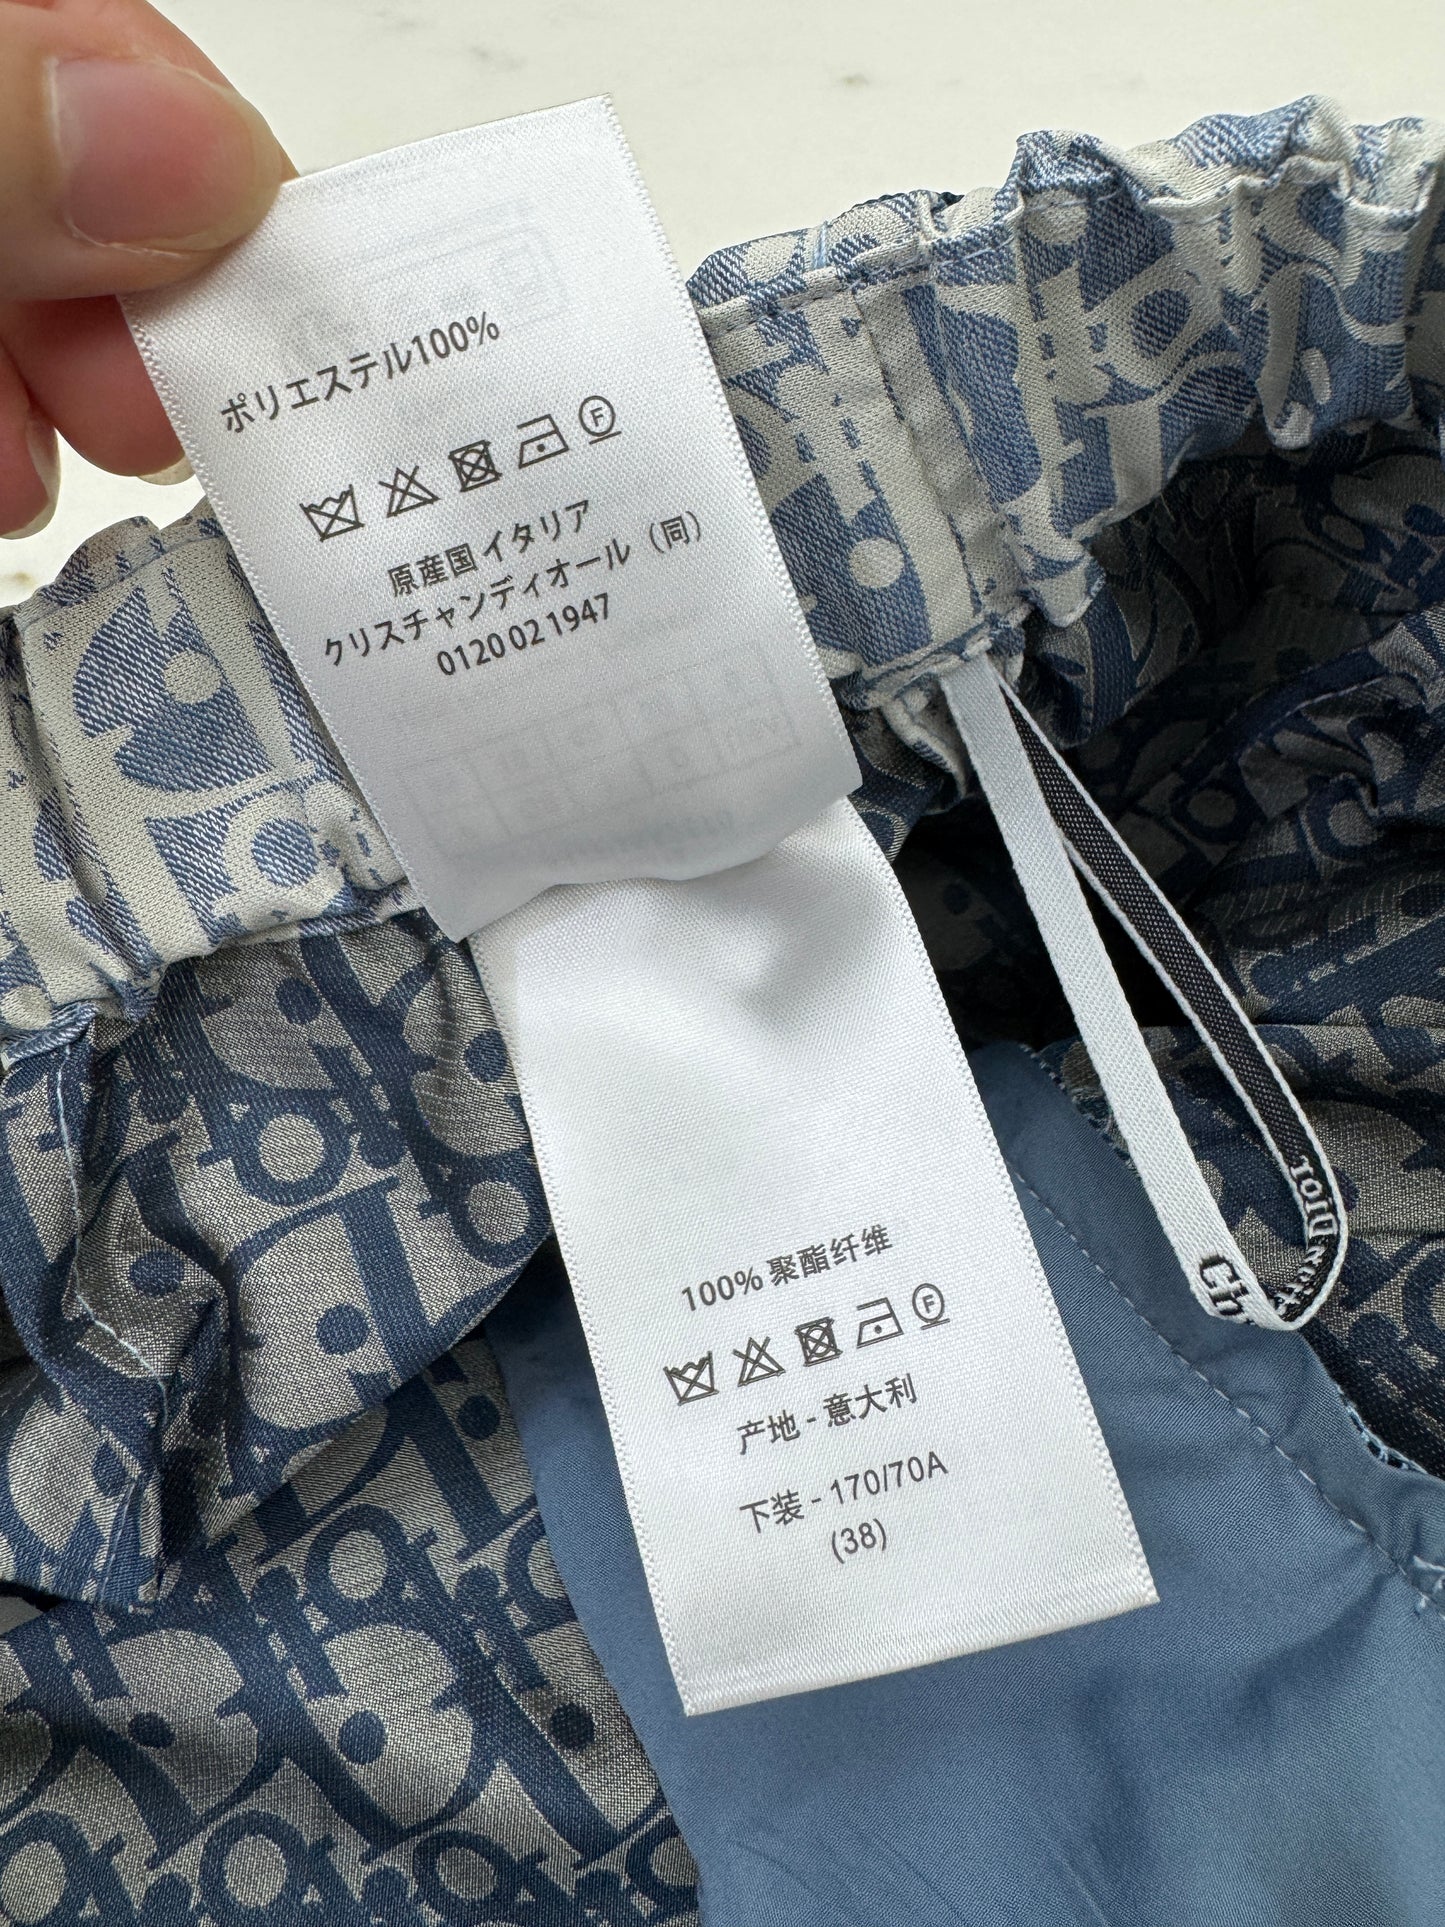 ポリエステル100%
F
原産国 イタリア
クリスチャンディオール（同）
0120 02 1947
100% 聚酯纤维
F
产地 - 意大利
下装 - 170/70A
(38)
Dior